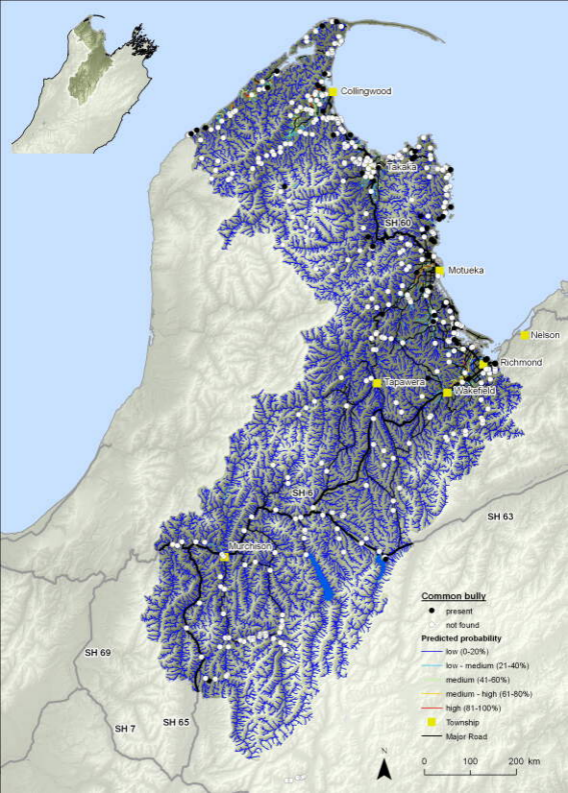 Collingwood
Takaka
SH 60
Motueka
Nelson
Richmond
Tapawera
Wakefield
SH 6
SH 63
Murchison
SH 69
SH 7
SH 65
Common bully
present
not found
Predicted probability
low (0-20%)
low - medium (21-40%)
medium (41-60%)
medium - high (61-80%)
high (81-100%)
Township
Major Road
N
0 100 200 km